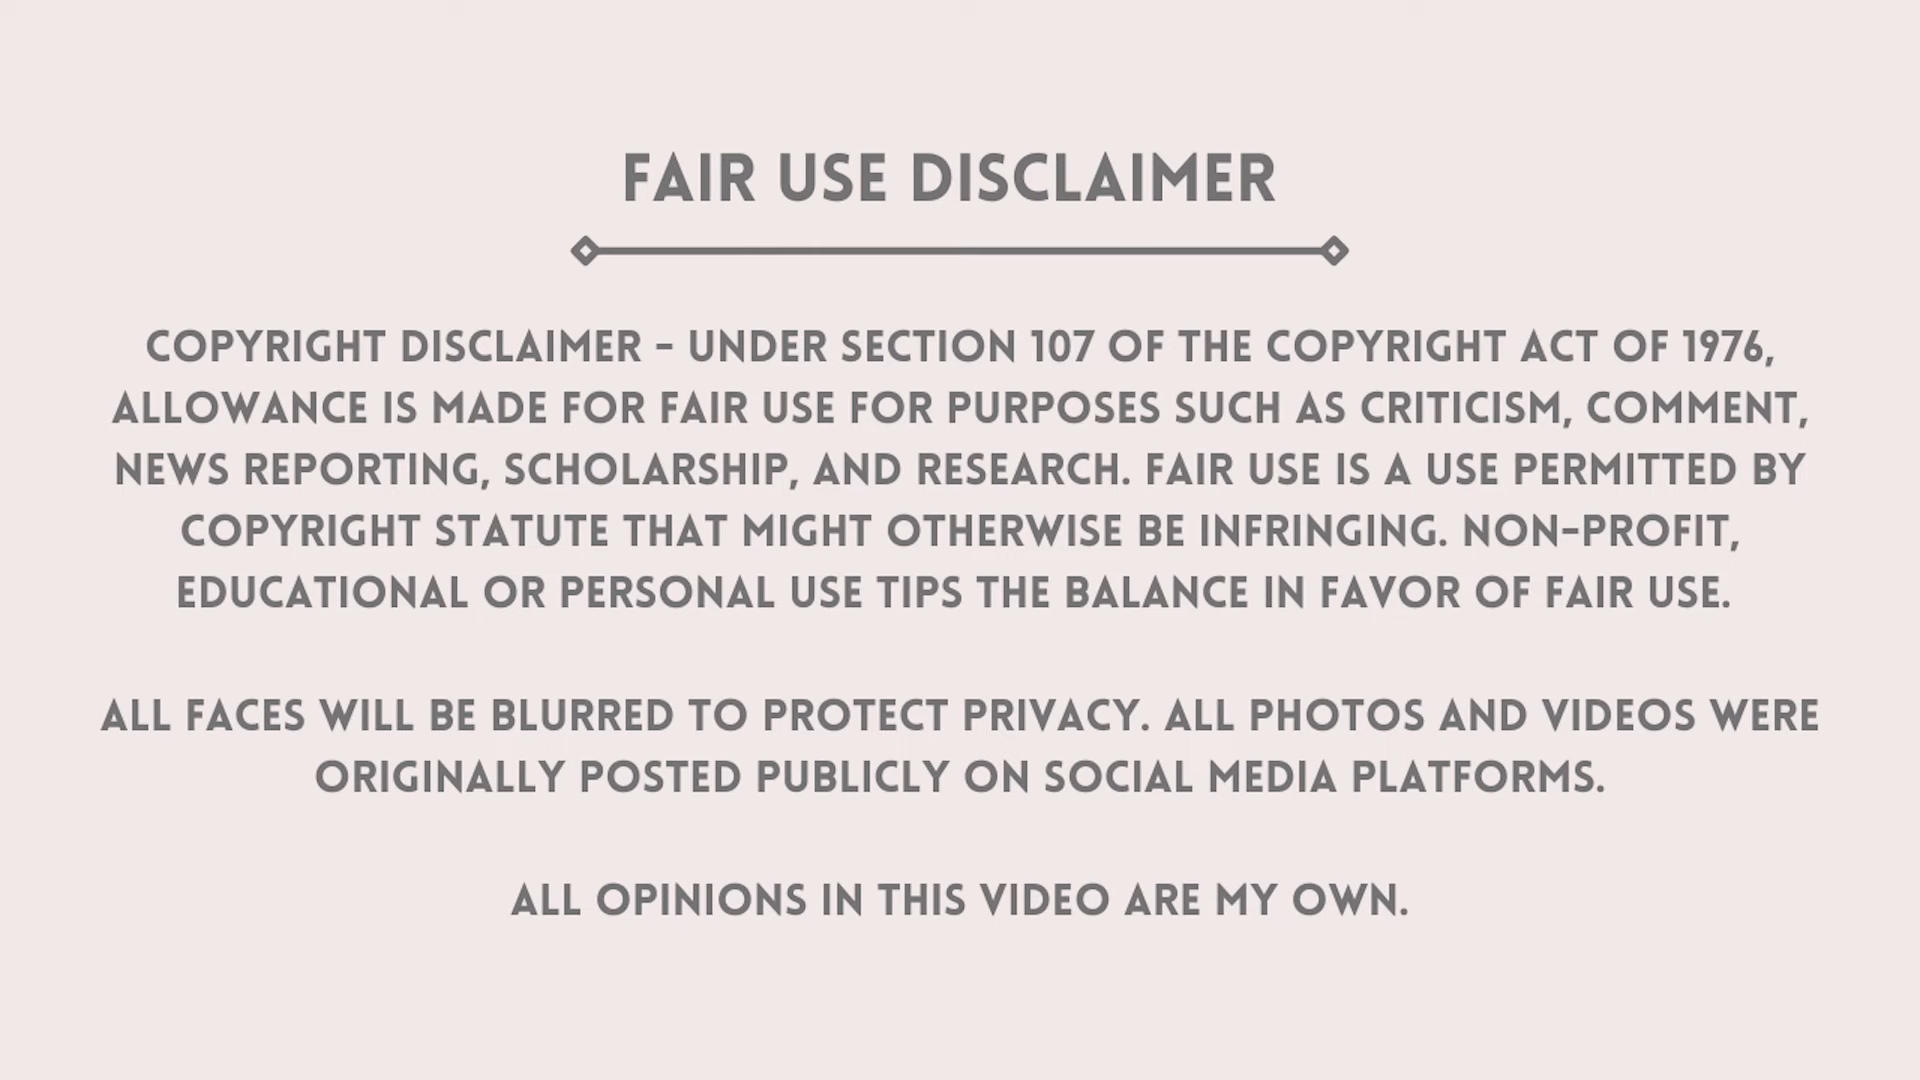 FAIR USE DISCLAIMER
COPYRIGHT DISCLAIMER - UNDER SECTION 107 OF THE COPYRIGHT ACT OF 1976,
ALLOWANCE IS MADE FOR FAIR USE FOR PURPOSES SUCH AS CRITICISM, COMMENT,
NEWS REPORTING, SCHOLARSHIP, AND RESEARCH. FAIR USE IS A USE PERMITTED BY
COPYRIGHT STATUTE THAT MIGHT OTHERWISE BE INFRINGING. NON-PROFIT,
EDUCATIONAL OR PERSONAL USE TIPS THE BALANCE IN FAVOR OF FAIR USE.
ALL FACES WILL BE BLURRED TO PROTECT PRIVACY. ALL PHOTOS AND VIDEOS WERE
ORIGINALLY POSTED PUBLICLY ON SOCIAL MEDIA PLATFORMS.
ALL OPINIONS IN THIS VIDEO ARE MY OWN.